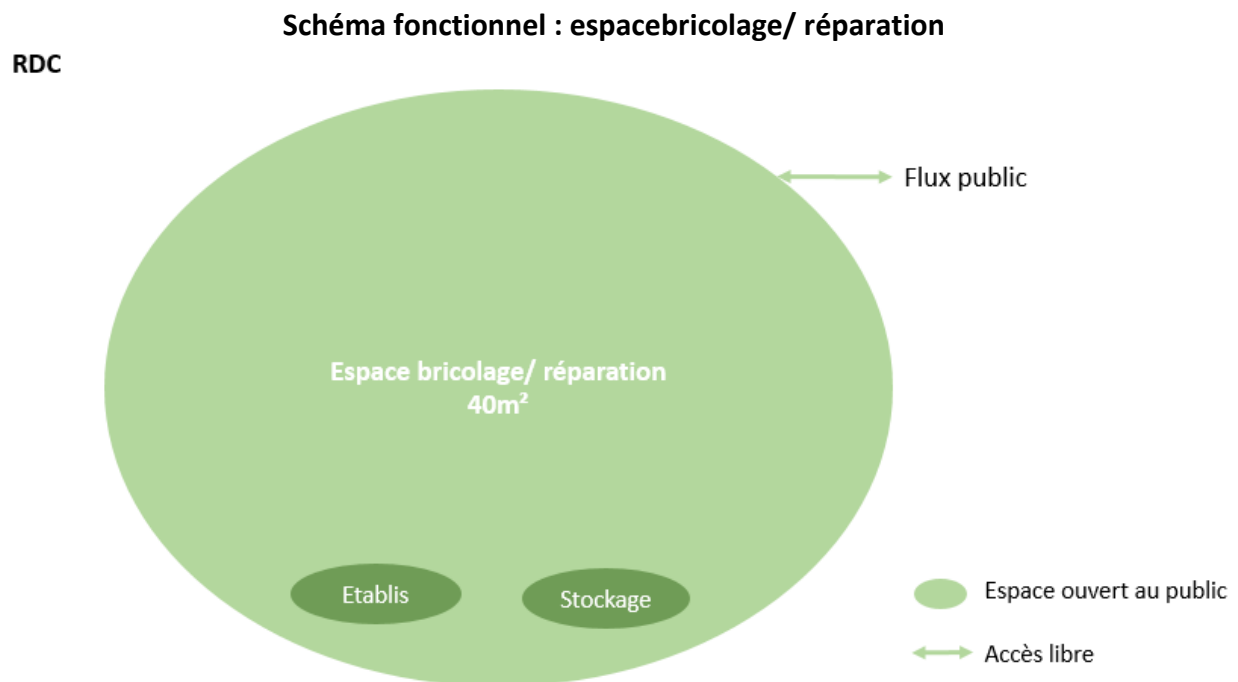 Schéma fonctionnel : espacebricolage/ réparation
RDC
Flux public
Espace bricolage/ réparation
40m²
Etablis
Stockage
Espace ouvert au public
Accès libre